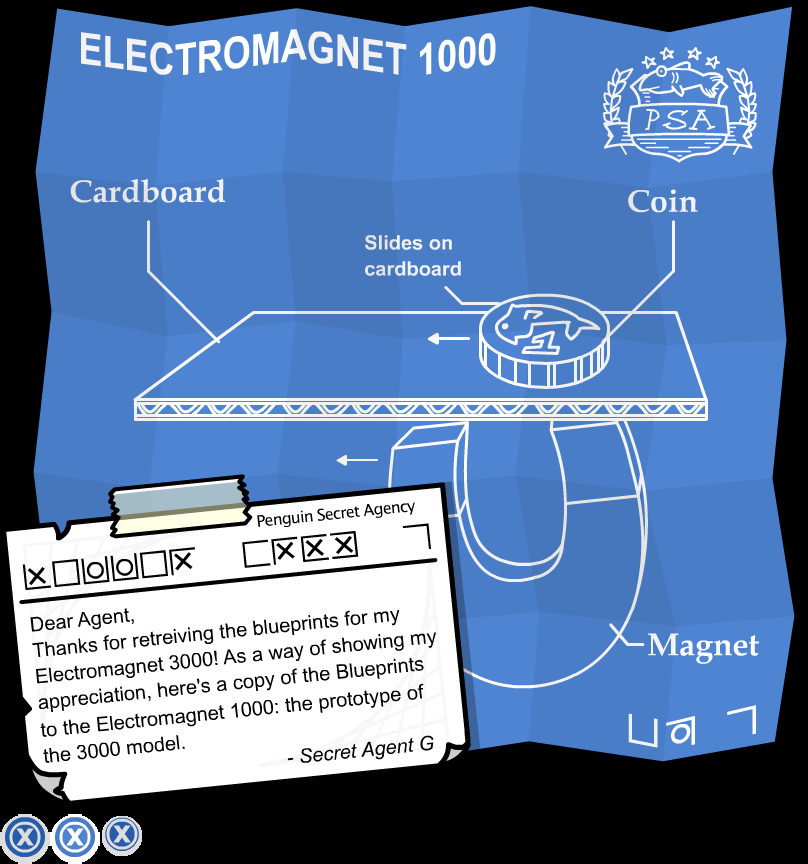 ELECTROMAGNET 1000
PSA
Cardboard
Coin
Slides on
cardboard
1
Magnet
Penguin Secret Agency
Dear Agent,
Thanks for retreiving the blueprints for my
Electromagnet 3000! As a way of showing my
appreciation, here's a copy of the Blueprints
to the Electromagnet 1000: the prototype of
the 3000 model.
- Secret Agent G
X X X